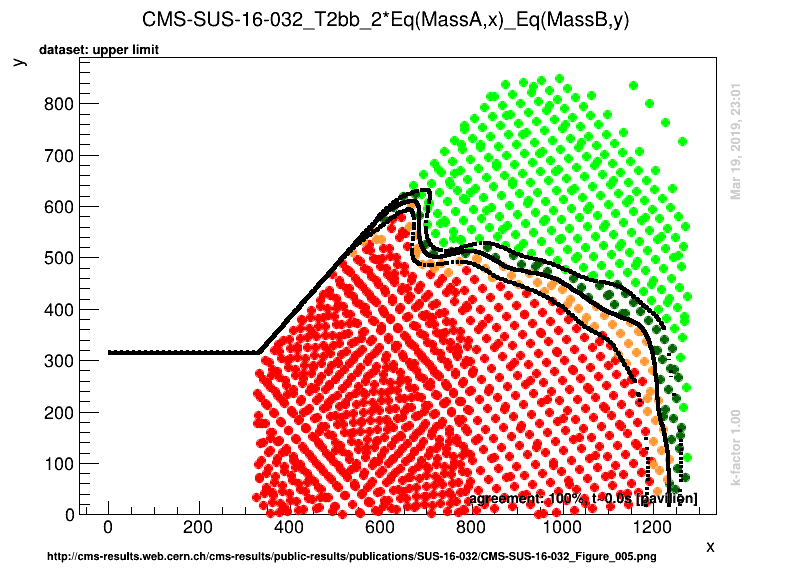 CMS-SUS-16-032_T2bb_2*Eq(MassA,x)_Eq(MassB,y)
dataset: upper limit
y
800
700
600
500
400
300
200
100
0
0 200 400 600 800 1000 1200
x
agreement: 100%, t=0.0s [pavilion]
http://cms-results.web.cern.ch/cms-results/public-results/publications/SUS-16-032/CMS-SUS-16-032_Figure_005.png
Mar 19, 2019, 23:01
k-factor 1.00